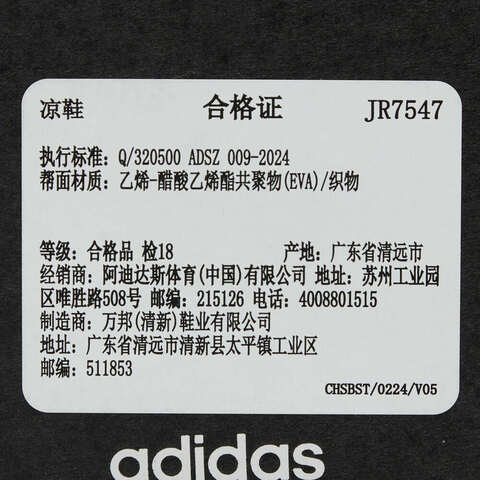 凉鞋 合格证 JR7547
执行标准: Q/320500 ADSZ 009-2024
帮面材质: 乙烯-醋酸乙烯酯共聚物(EVA)/织物
等级: 合格品 检18 产地: 广东省清远市
经销商: 阿迪达斯体育(中国)有限公司 地址: 苏州工业园
区唯胜路508号 邮编: 215126 电话: 4008801515
制造商: 万邦(清新)鞋业有限公司
地址: 广东省清远市清新县太平镇工业区
邮编: 511853
CHSBST/0224/V05
adidas